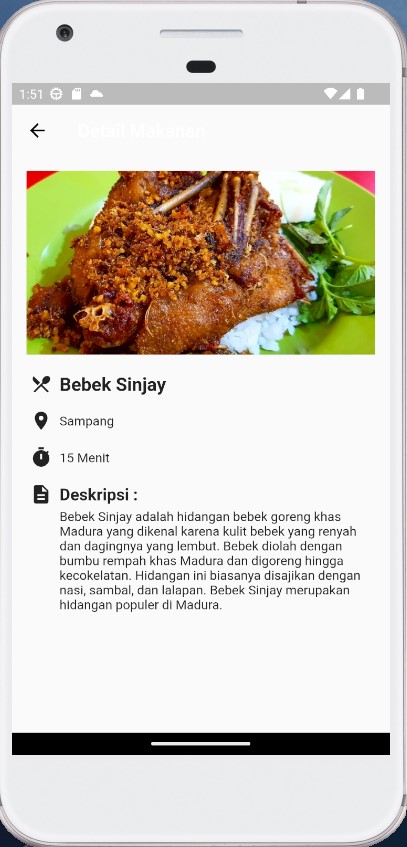 1:51
Detail Makanan
Bebek Sinjay
Sampang
15 Menit
Deskripsi :
Bebek Sinjay adalah hidangan bebek goreng khas
Madura yang dikenal karena kulit bebek yang renyah
dan dagingnya yang lembut. Bebek diolah dengan
bumbu rempah khas Madura dan digoreng hingga
kecokelatan. Hidangan ini biasanya disajikan dengan
nasi, sambal, dan lalapan. Bebek Sinjay merupakan
hidangan populer di Madura.